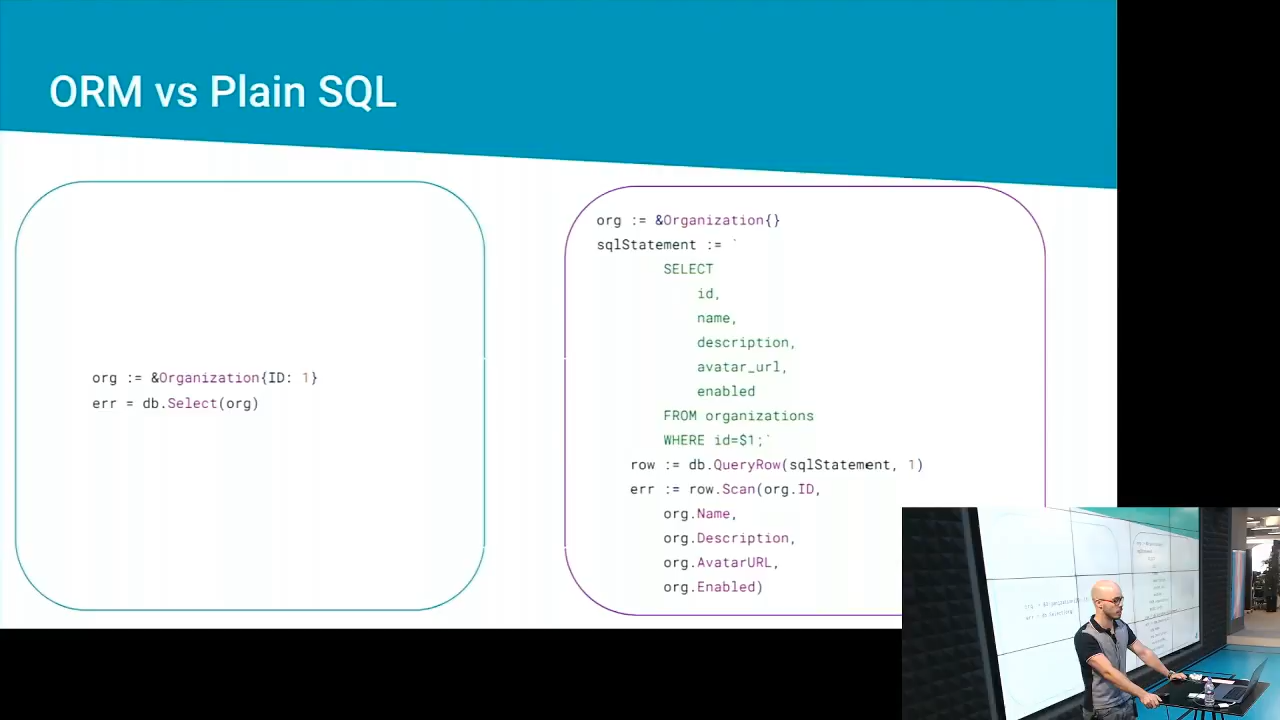 ORM vs Plain SQL
org := &Organization{ID: 1}
err = db.Select(org)
org := &Organization{}
sqlStatement := `
SELECT
id,
name,
description,
avatar_url,
enabled
FROM organizations
WHERE id=$1;`
row := db.QueryRow(sqlStatement, 1)
err := row.Scan(org.ID,
org.Name,
org.Description,
org.AvatarURL,
org.Enabled)